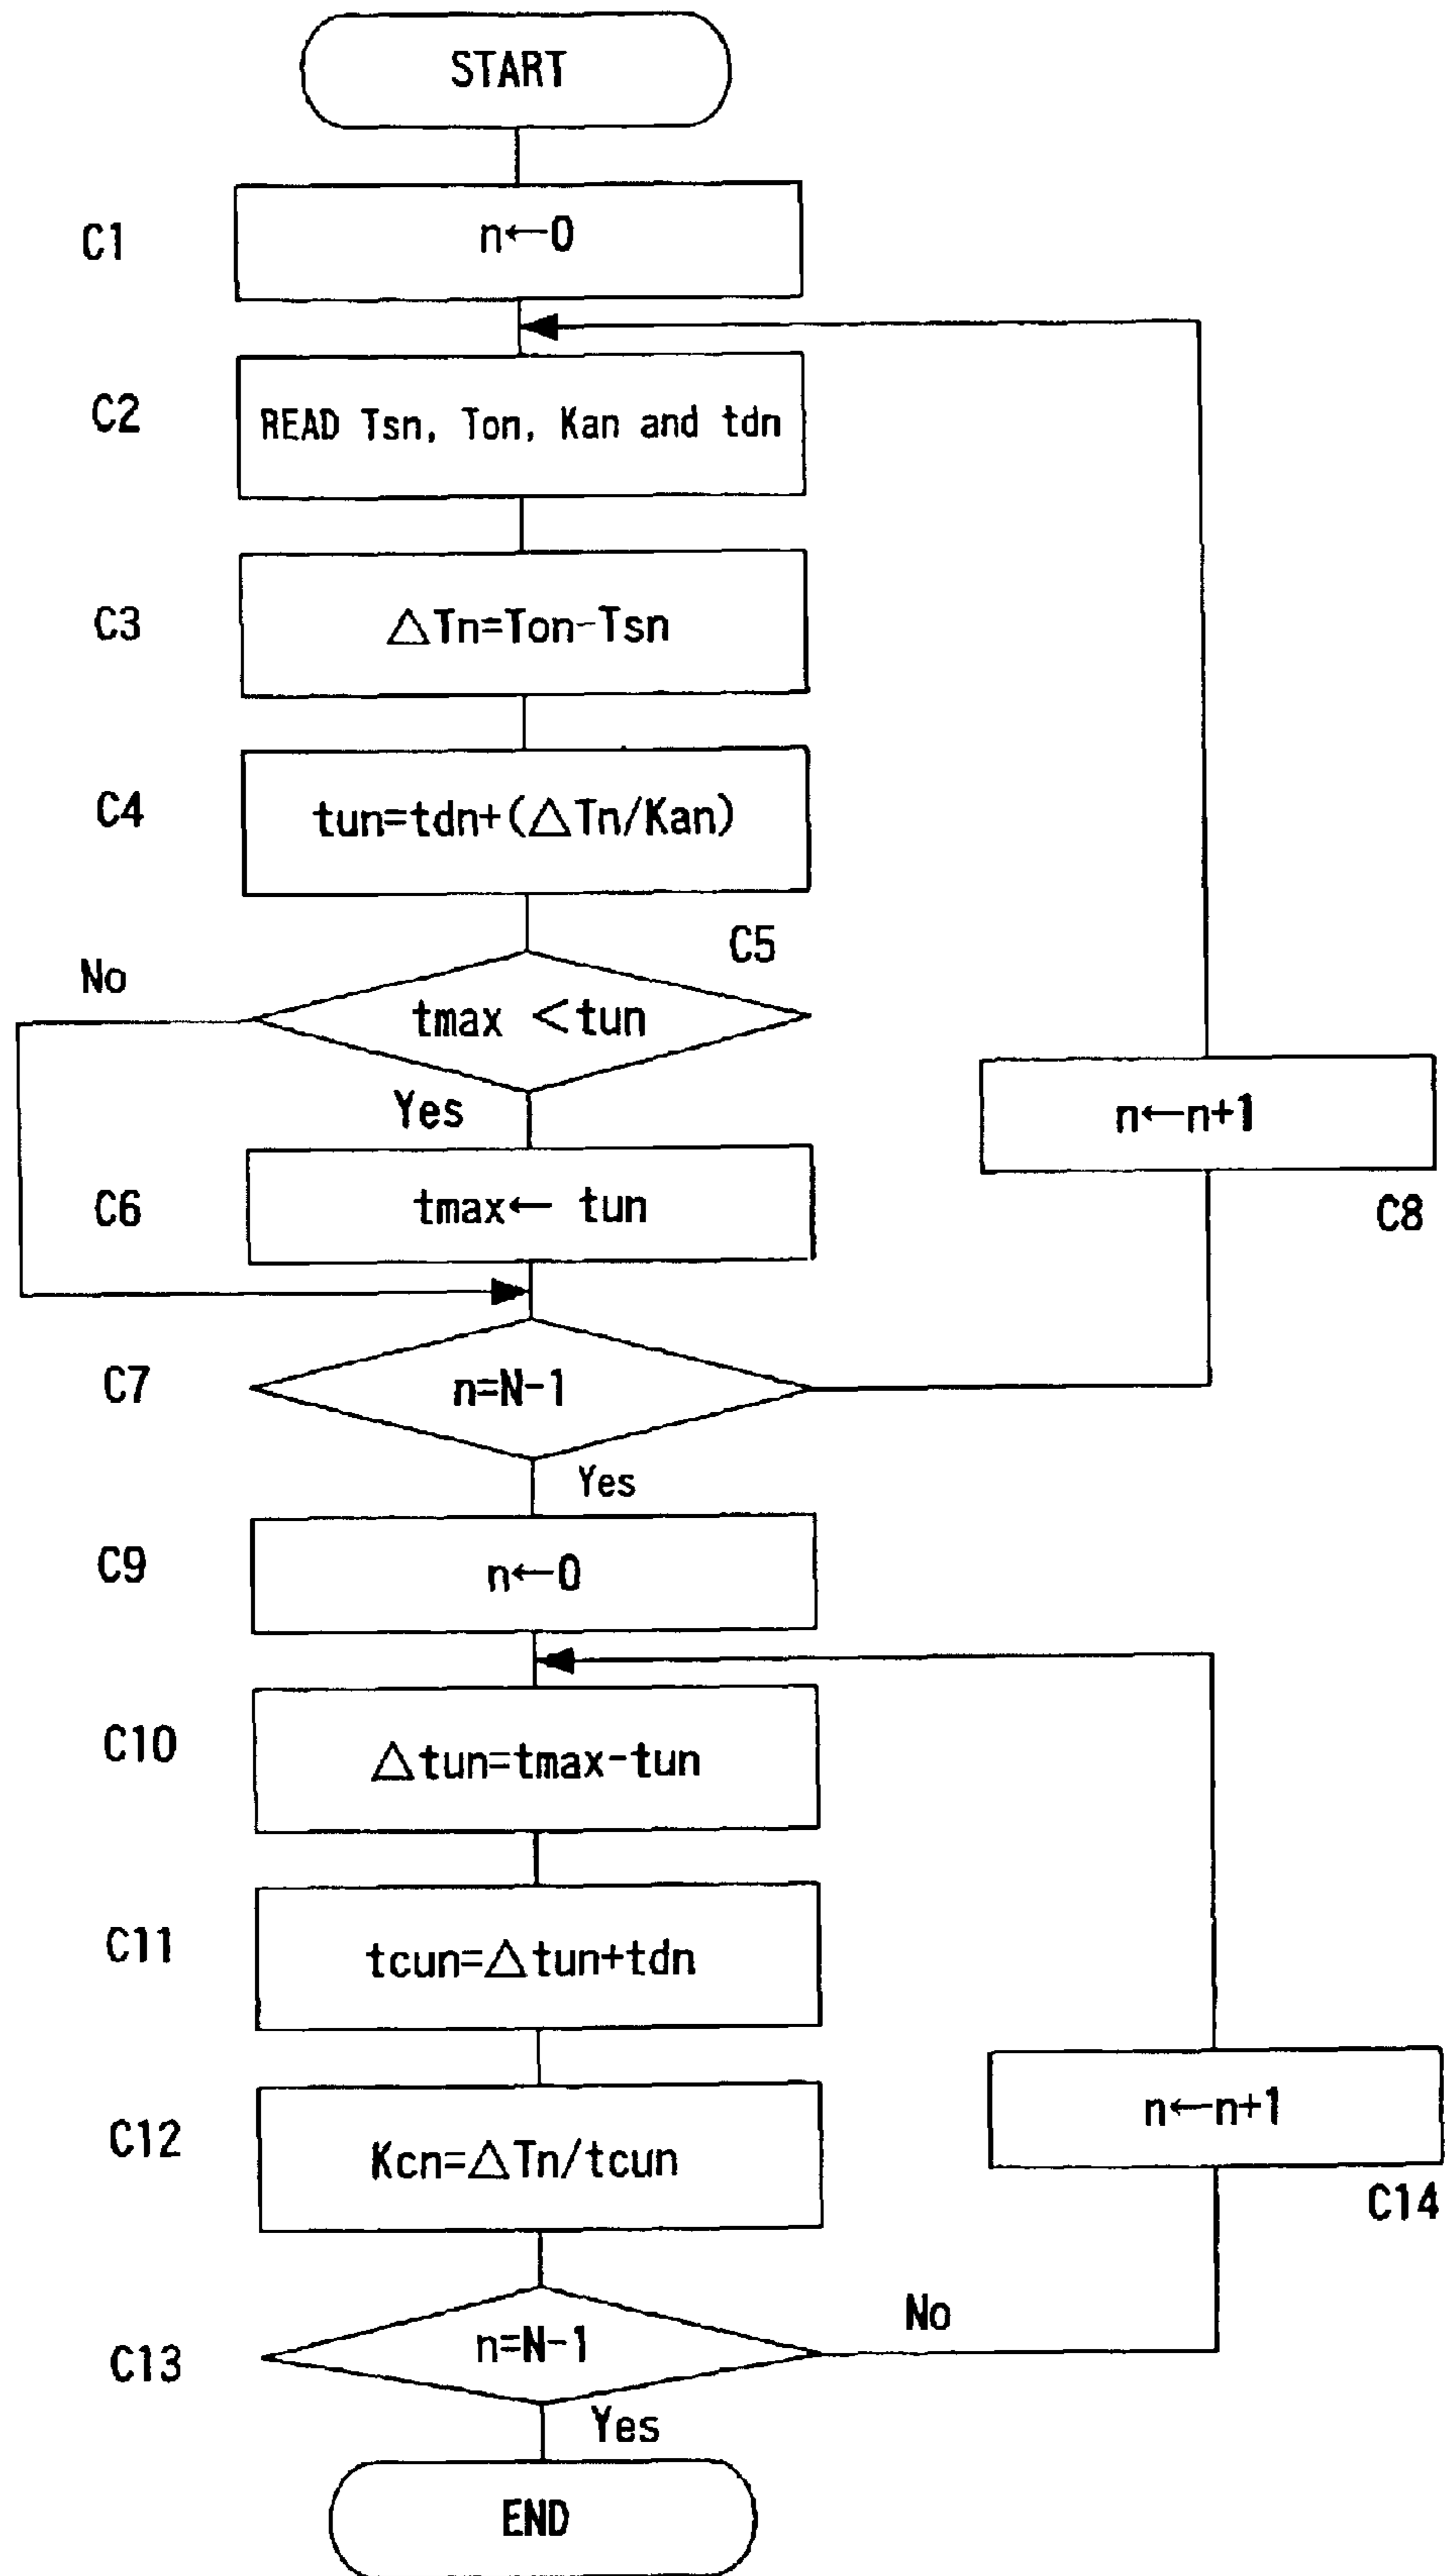 START
C1
n←0
C2
READ Tsn, Ton, Kan and tdn
C3
△Tn=Ton-Tsn
C4
tun=tdn+(△Tn/Kan)
C5
No
tmax <tun
Yes
n←n+1
C6
tmax← tun
C8
C7
n=N-1
Yes
C9
n←0
C10
△tun=tmax-tun
C11
tcun=△tun+tdn
C12
Kcn=△Tn/tcun
n←n+1
C14
No
C13
n=N-1
Yes
END